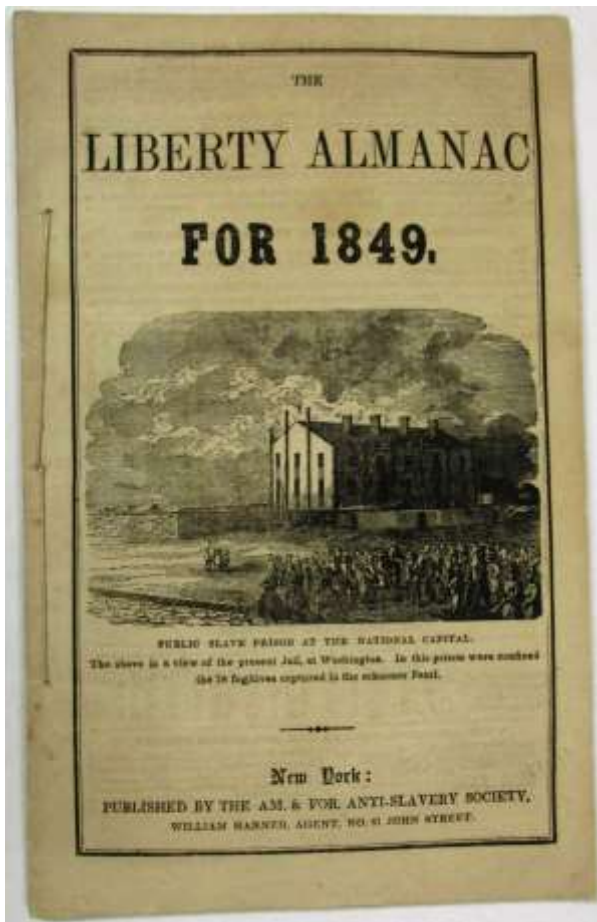 THE
LIBERTY ALMANAC
FOR 1849.
PUBLIC SLAVE PRISON AT THE NATIONAL CAPITAL.
The above is a view of the present Jail, at Washington. In this prison were confined
the fugitives captured in the schooner Pearl.
New York:
PUBLISHED BY THE AM. & FOR. ANTI-SLAVERY SOCIETY,
WILLIAM HARNED, AGENT, NO. 61 JOHN STREET.